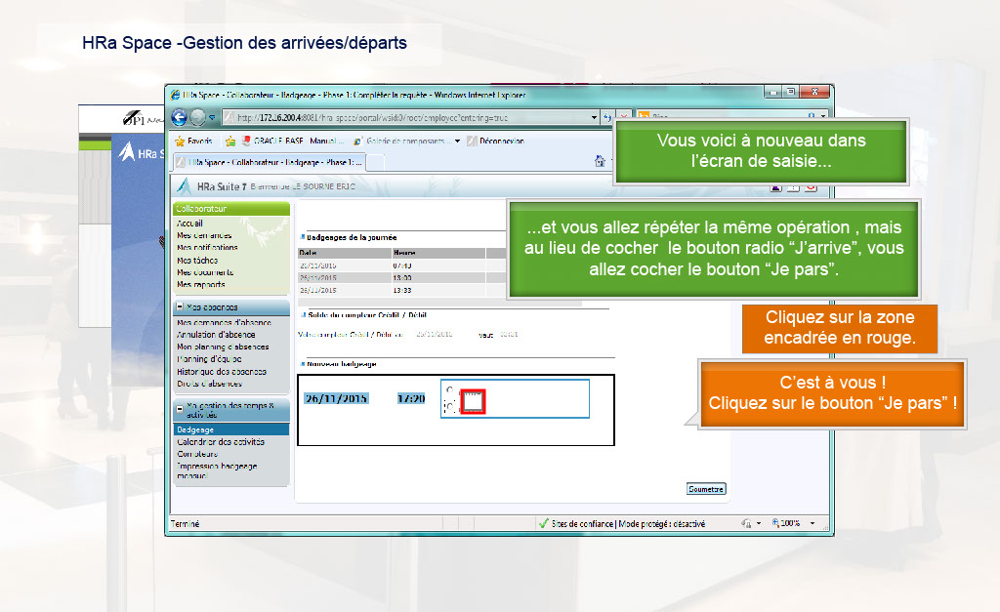 HRa Space -Gestion des arrivées/départs
HRa Space - Collaborateur - Badgeage - Phase 1: Compléter la requête - Windows Internet Explorer
http://172.16.200.4:8081/hra-space/portal/wsid:0/root/employee?entering=true
Bing
Favoris
ORACLE BASE - Manual...
Galerie de composants...
Déconnexion
HRa Space - Collaborateur - Badgeage - Phase 1: ...
OPI
HRa S
HRa Suite 7 Bienvenue LE SOURNE ERIC
Vous voici à nouveau dans
l'écran de saisie...
...et vous allez répéter la même opération , mais
au lieu de cocher le bouton radio “J'arrive”, vous
allez cocher le bouton “Je pars”.
Cliquez sur la zone
encadrée en rouge.
C'est à vous !
Cliquez sur le bouton “Je pars” !
Collaborateur
Accueil
Mes demandes
Mes notifications
Mes tâches
Mes documents
Mes rapports
Mes absences
Mes demandes d'absence
Annulation d'absence
Mon planning d'absences
Planning d'équipe
Historique des absences
Droits d'absences
Ma gestion des temps &
activités
Badgeage
Calendrier des activités
Compteurs
Impression badgeage
mensuel
Badgeages de la journée
Date Heure
26/11/2015 07:43
26/11/2015 13:00
26/11/2015 13:33
Solde du compteur Crédit / Débit
Votre compteur Crédit / Débit au 25/11/2015 vaut
Nouveau badgeage
26/11/2015 17:20
Soumettre
Terminé
Sites de confiance | Mode protégé : désactivé
100%